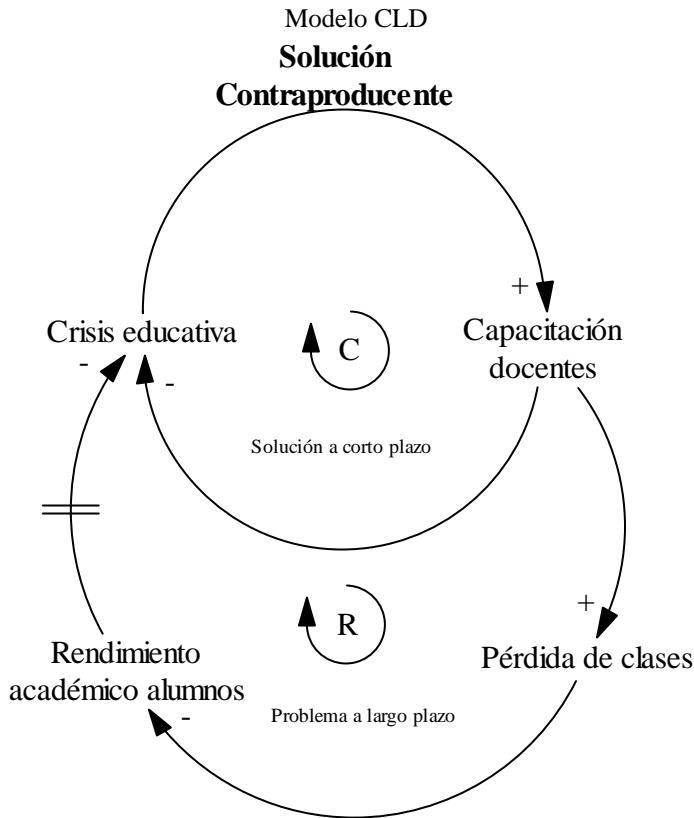 Modelo CLD
Solución
Contraproducente
+
Crisis educativa
C
Capacitación
docentes
-
-
Solución a corto plazo
+
R
Rendimiento
académico alumnos
Pérdida de clases
-
Problema a largo plazo